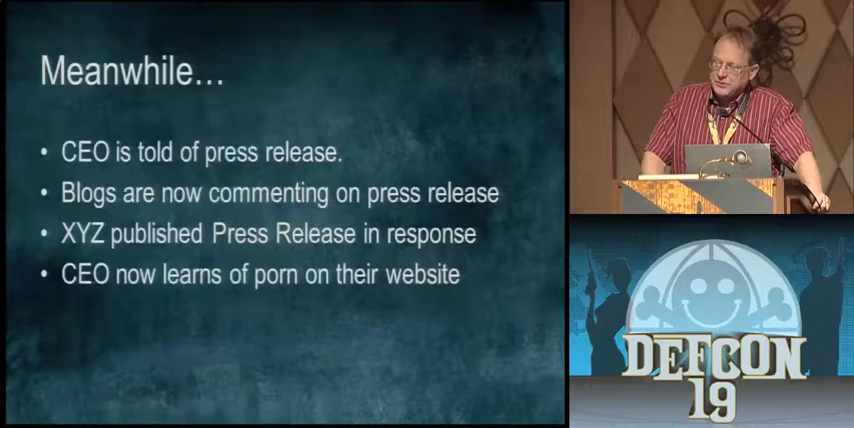 Meanwhile…
• CEO is told of press release.
• Blogs are now commenting on press release
• XYZ published Press Release in response
• CEO now learns of porn on their website
DEFCON
19